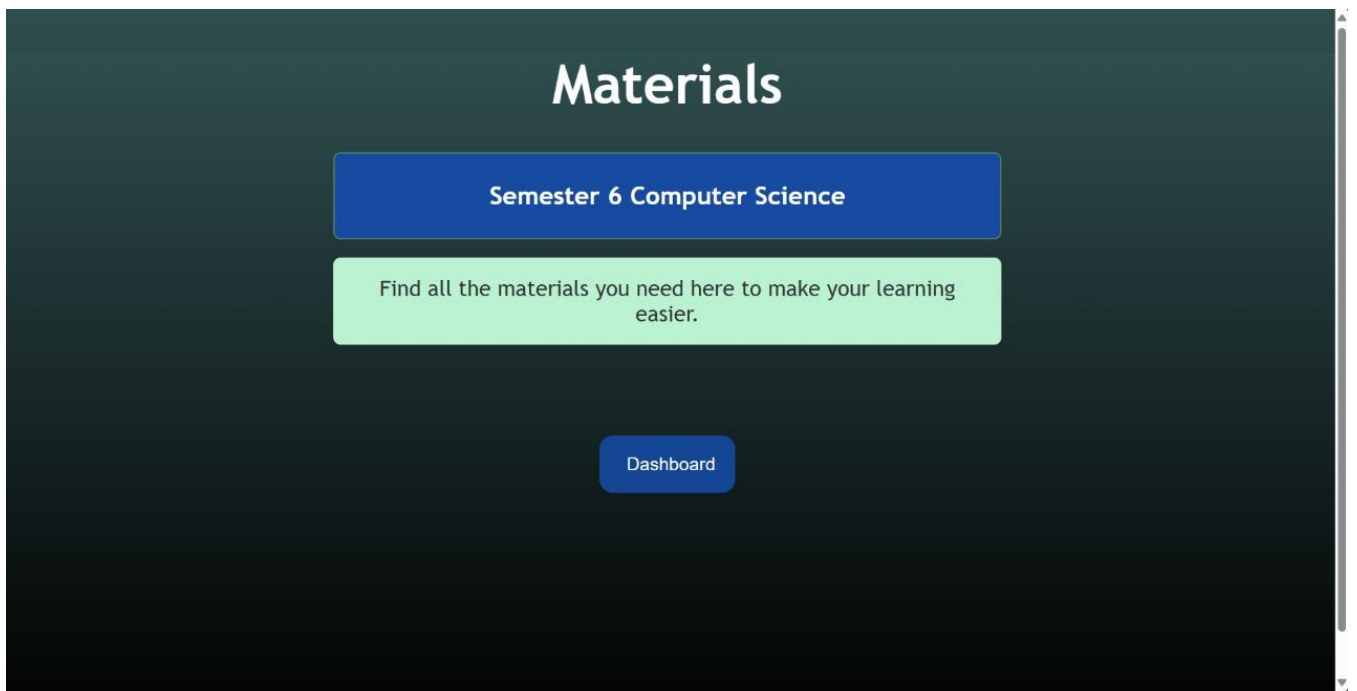 Materials
Semester 6 Computer Science
Find all the materials you need here to make your learning
easier.
Dashboard